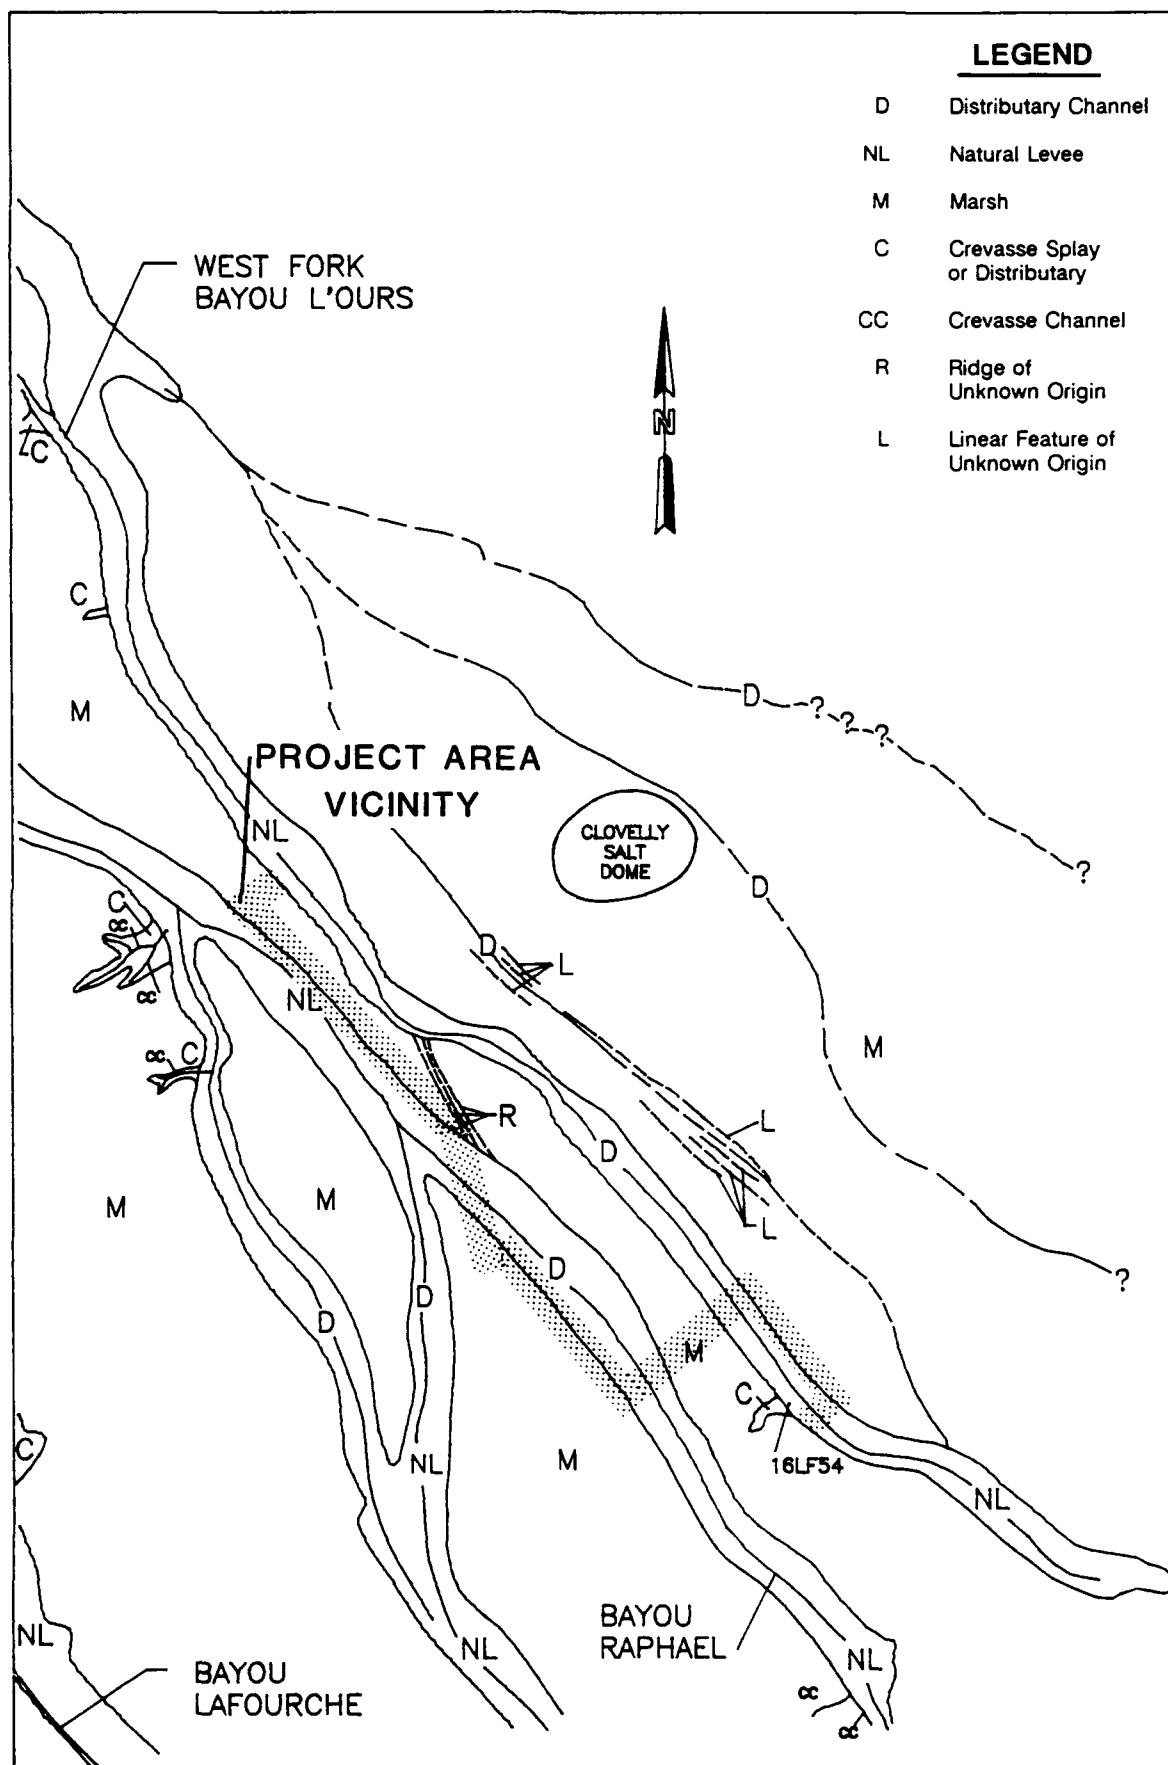 LEGEND
D Distributary Channel
NL Natural Levee
M Marsh
C Crevasse Splay
or Distributary
CC Crevasse Channel
R Ridge of
Unknown Origin
L Linear Feature of
Unknown Origin
WEST FORK
BAYOU L'OURS
N
C
C
M
D
?
?
?
?
PROJECT AREA
VICINITY
NL
CLOVELLY
SALT
DOME
D
C
CC
CC
NL
D
L
M
CC
C
R
L
D
M
M
L
D
D
D
?
M
C
16LF54
C
NL
M
NL
NL
NL
BAYOU
RAPHAEL
NL
BAYOU
LAFOURCHE
CC
CC